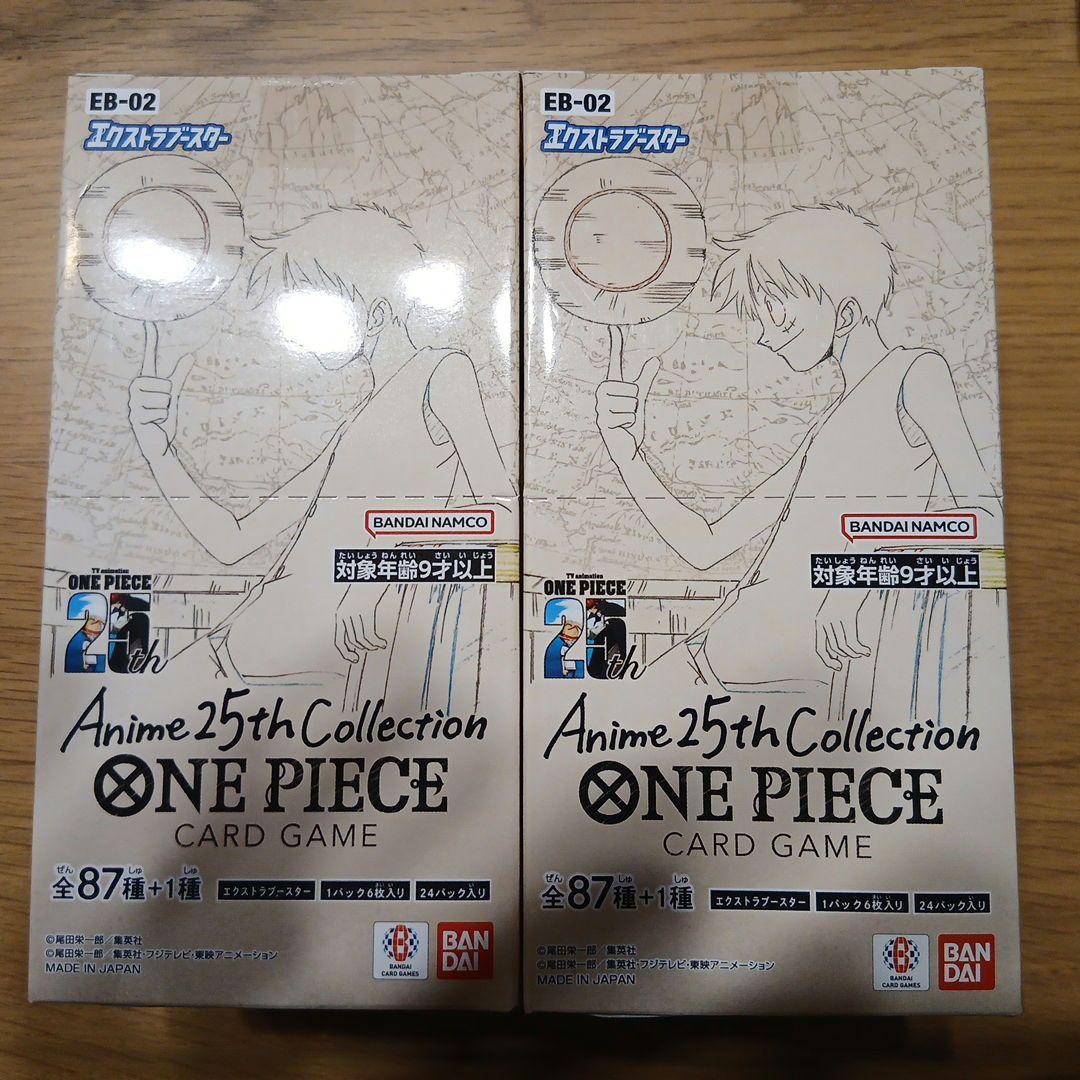 EB-02
エクストラブースター
BANDAI NAMCO
たいしょうねんれい さいいじょう
対象年齢9才以上
TV animation
ONE PIECE
25th
Anime 25th Collection
ONE PIECE
CARD GAME
ぜん しゅ しゅ
全87種+1種
エクストラブースター
まい い
1パック6枚入り
い
24パック入り
©尾田栄一郎/集英社
©尾田栄一郎/集英社・フジテレビ・東映アニメーション
MADE IN JAPAN
BANDAI
CARD GAMES
BAN
DAI
EB-02
エクストラブースター
BANDAI NAMCO
たいしょうねんれい さいいじょう
対象年齢9才以上
TV animation
ONE PIECE
25th
Anime 25th Collection
ONE PIECE
CARD GAME
ぜん しゅ しゅ
全87種+1種
エクストラブースター
まい い
1パック6枚入り
い
24パック入り
©尾田栄一郎/集英社
©尾田栄一郎/集英社・フジテレビ・東映アニメーション
MADE IN JAPAN
BANDAI
CARD GAMES
BAN
DAI